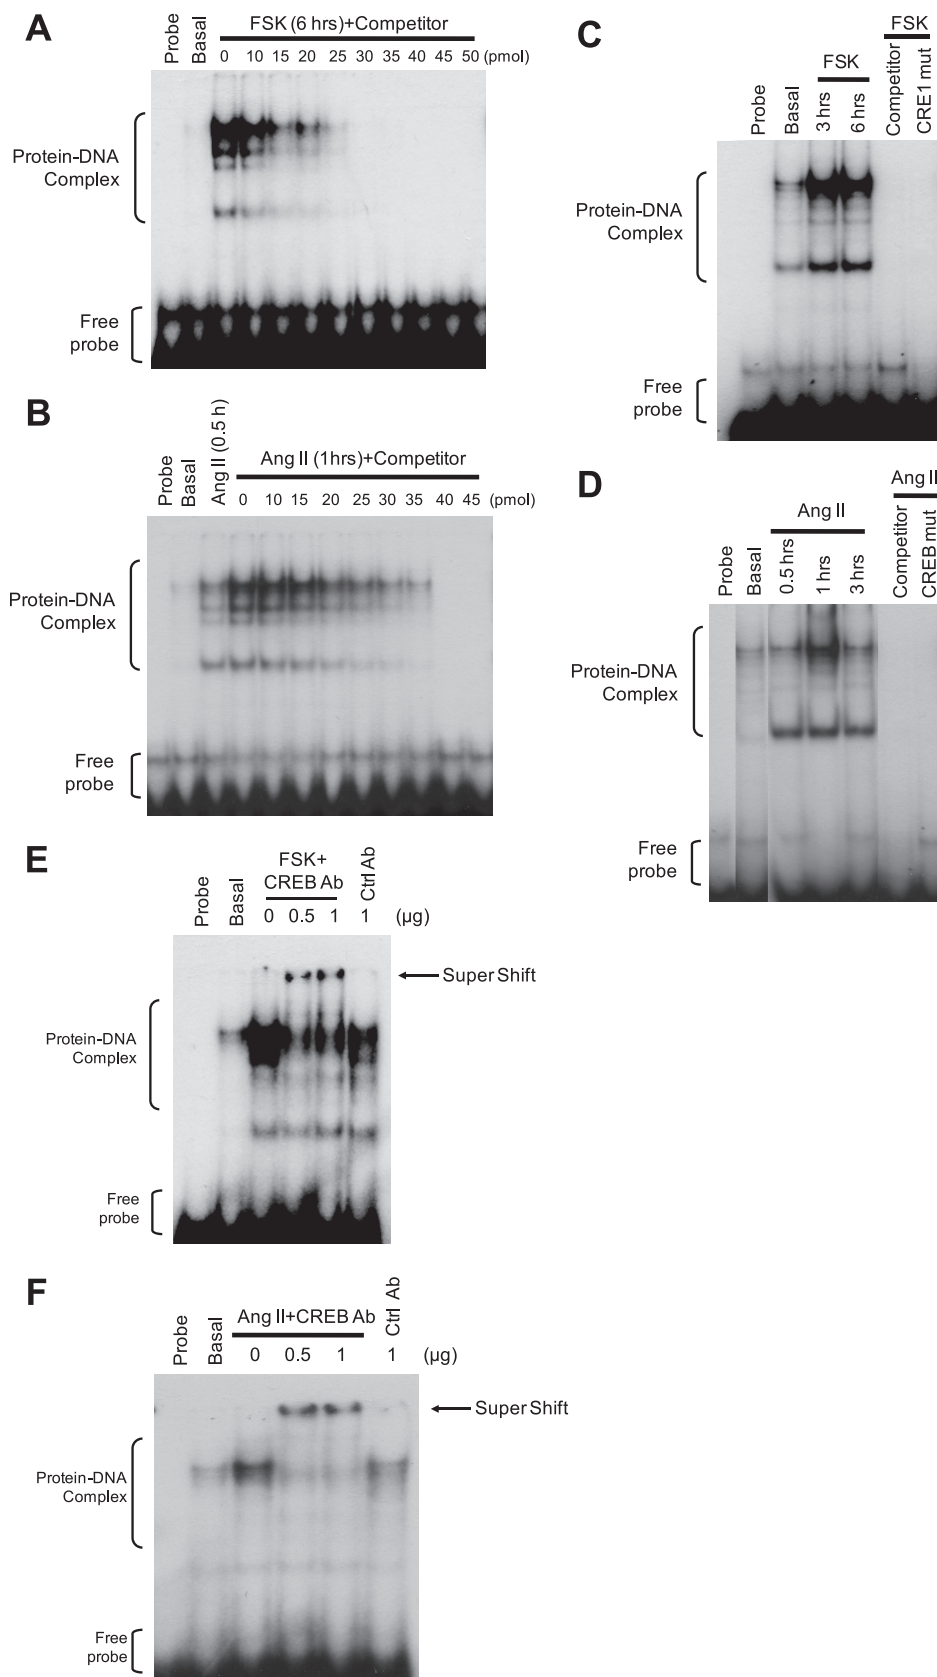 A
Probe
Basal
FSK (6 hrs)+Competitor
0 10 15 20 25 30 35 40 45 50 (pmol)
Protein-DNA
Complex
Free
probe
B
Probe
Basal
Ang II (0.5 h)
Ang II (1hrs)+Competitor
0 10 15 20 25 30 35 40 45 (pmol)
Protein-DNA
Complex
Free
probe
C
Probe
Basal
FSK
3 hrs
6 hrs
FSK
Competitor
CRE1 mut
Protein-DNA
Complex
Free
probe
D
Probe
Basal
Ang II
0.5 hrs
1 hrs
3 hrs
Ang II
Competitor
CREB mut
Protein-DNA
Complex
Free
probe
E
Probe
Basal
FSK+
CREB Ab
Ctrl Ab
0 0.5 1 1 (μg)
Super Shift
Protein-DNA
Complex
Free
probe
F
Probe
Basal
Ang II+CREB Ab
Ctrl Ab
0 0.5 1 1 (μg)
Super Shift
Protein-DNA
Complex
Free
probe